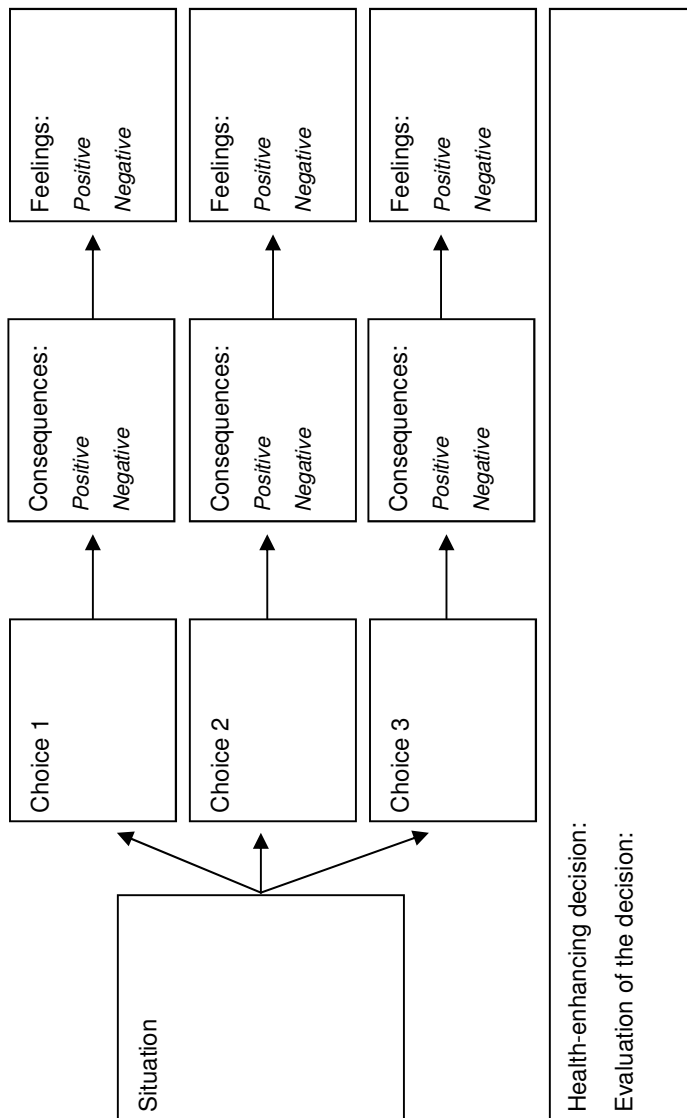 Situation
Choice 1
Consequences:
Positive
Negative
Feelings:
Positive
Negative
Choice 2
Consequences:
Positive
Negative
Feelings:
Positive
Negative
Choice 3
Consequences:
Positive
Negative
Feelings:
Positive
Negative
Health-enhancing decision:
Evaluation of the decision: